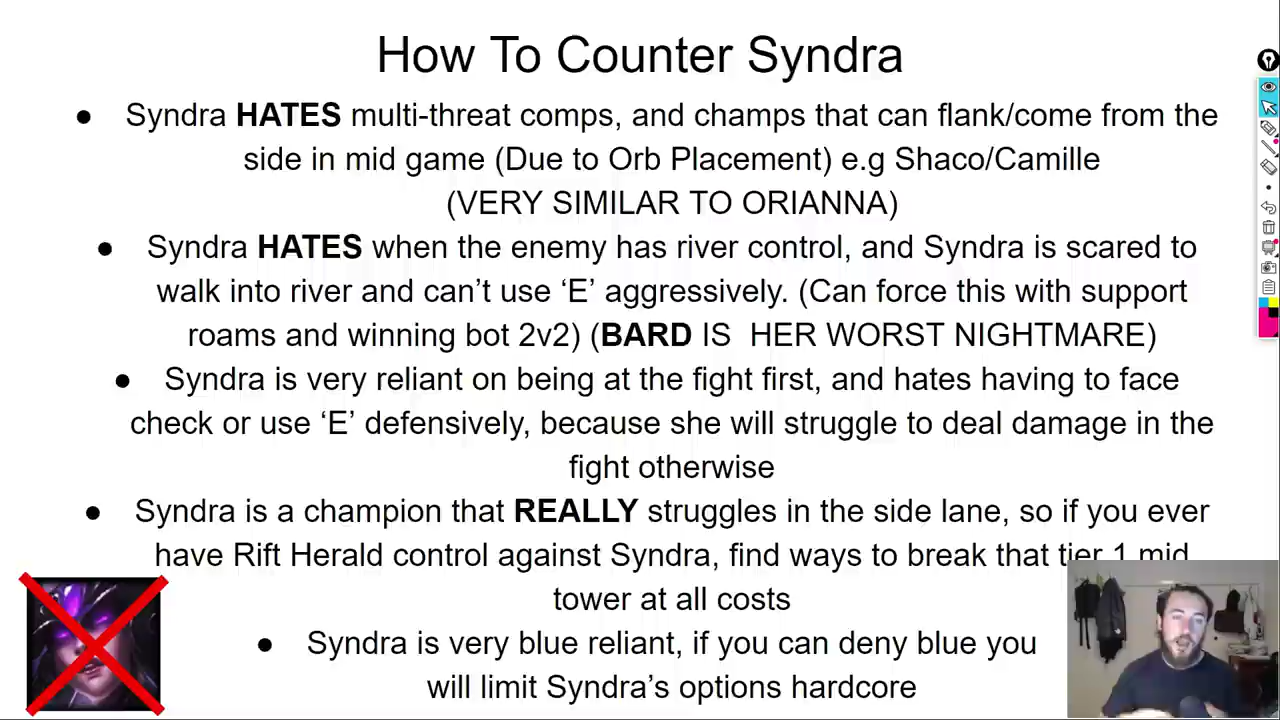 How To Counter Syndra
● Syndra HATES multi-threat comps, and champs that can flank/come from the
side in mid game (Due to Orb Placement) e.g Shaco/Camille
(VERY SIMILAR TO ORIANNA)
● Syndra HATES when the enemy has river control, and Syndra is scared to
walk into river and can’t use ‘E’ aggressively. (Can force this with support
roams and winning bot 2v2) (BARD IS HER WORST NIGHTMARE)
● Syndra is very reliant on being at the fight first, and hates having to face
check or use ‘E’ defensively, because she will struggle to deal damage in the
fight otherwise
● Syndra is a champion that REALLY struggles in the side lane, so if you ever
have Rift Herald control against Syndra, find ways to break that tier 1 mid
tower at all costs
● Syndra is very blue reliant, if you can deny blue you
will limit Syndra’s options hardcore